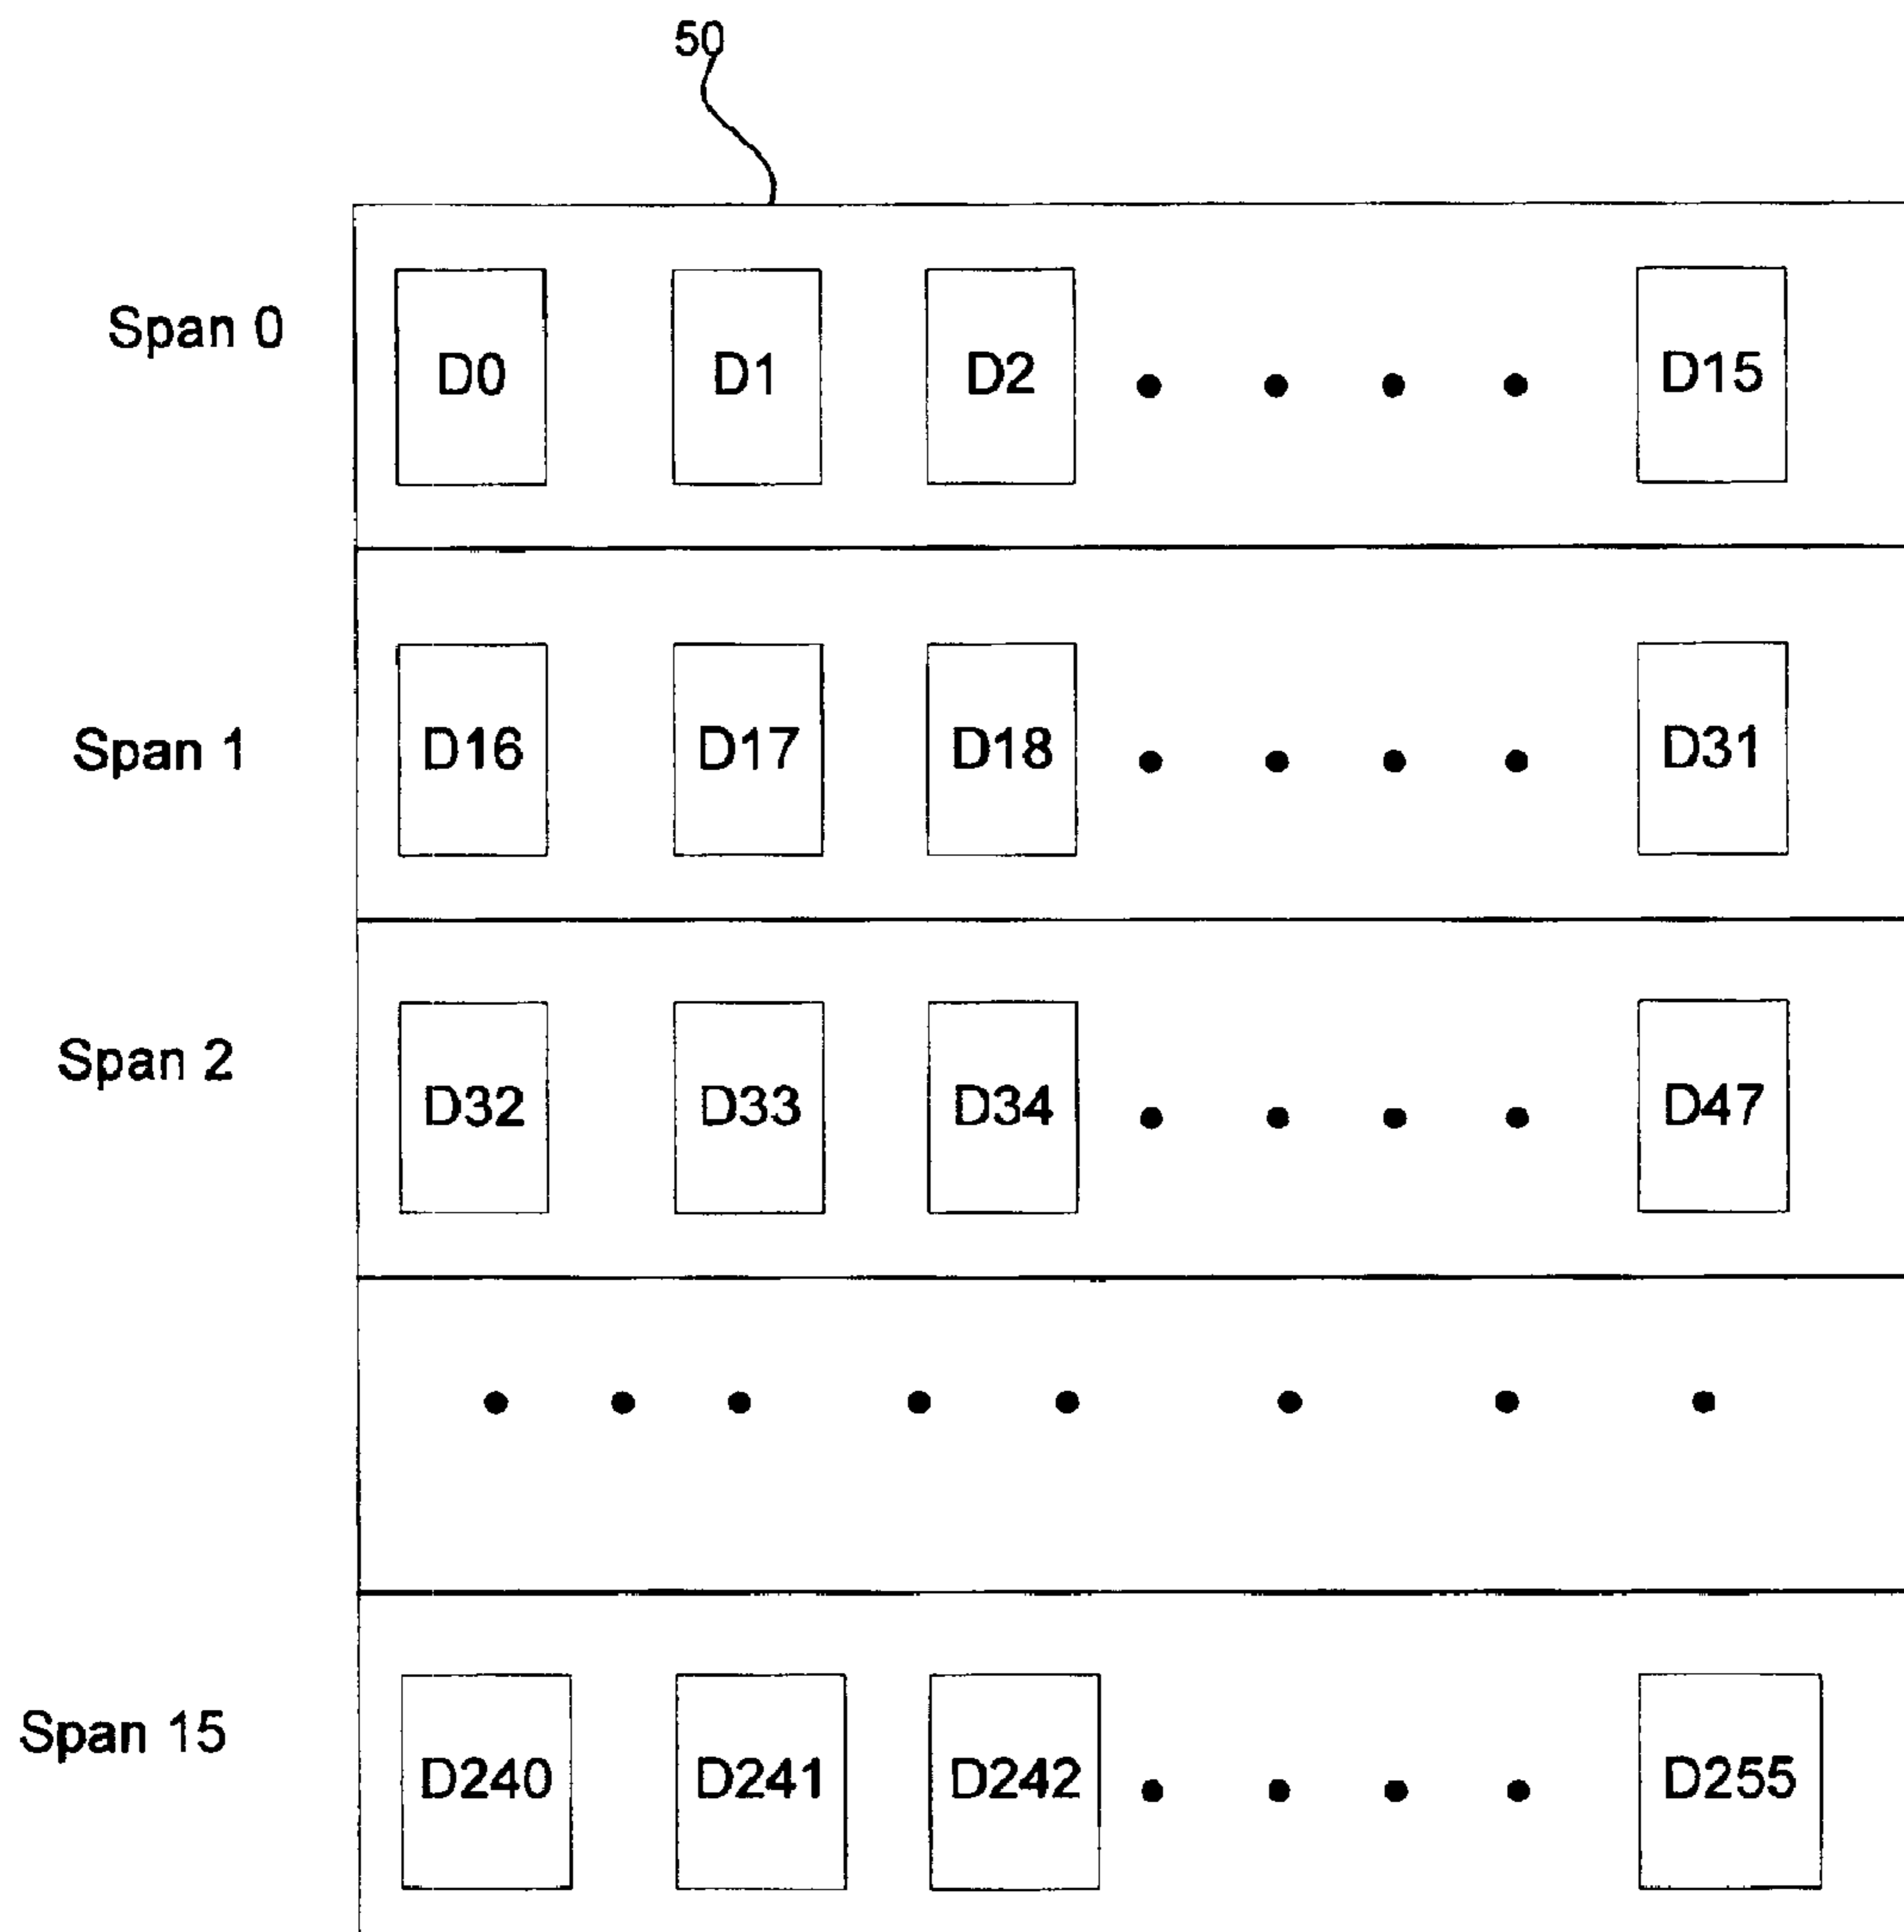 50
Span 0
D0 D1 D2 D15
Span 1
D16 D17 D18 D31
Span 2
D32 D33 D34 D47
Span 15
D240 D241 D242 D255